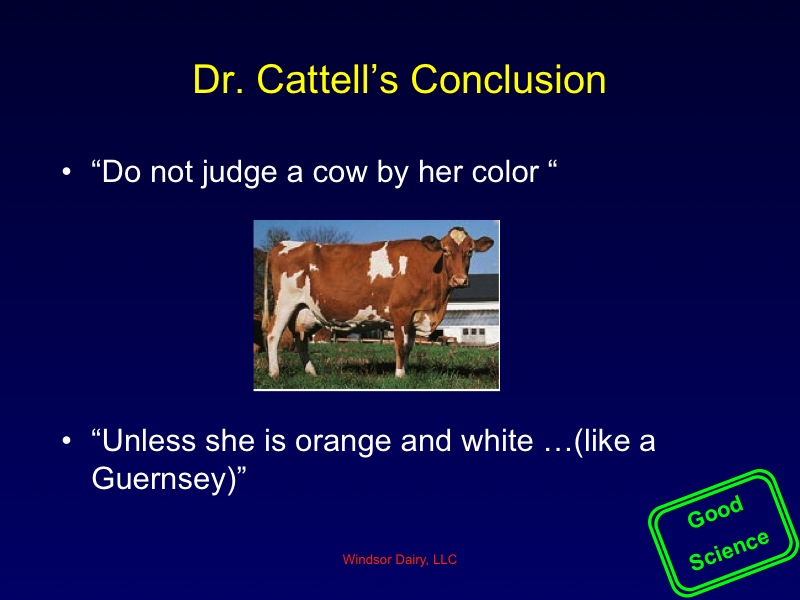 Dr. Cattell’s Conclusion
• “Do not judge a cow by her color “
• “Unless she is orange and white …(like a
Guernsey)”
Good
Science
Windsor Dairy, LLC